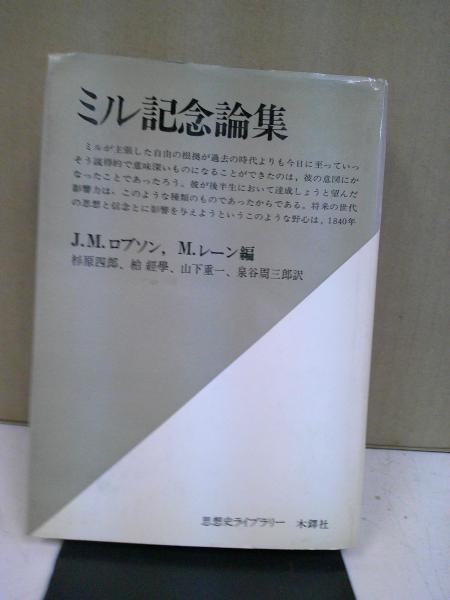 ミル記念論集
ミルが主張した自由の根拠が過去の時代よりも今日に至っていっ
そう説得的で意味深いものになることができたのは，彼の意図にか
なったことであったろう。彼が後半生において達成しようと望んだ
影響力は，このような種類のものであったからである。将来の世代
の思想と信念とに影響を与えようというこのような野心は，1840年
J.M.ロブソン，M.レーン編
杉原四郎、柏 經學、山下重一、泉谷周三郎訳
思想史ライブラリー 木鐸社